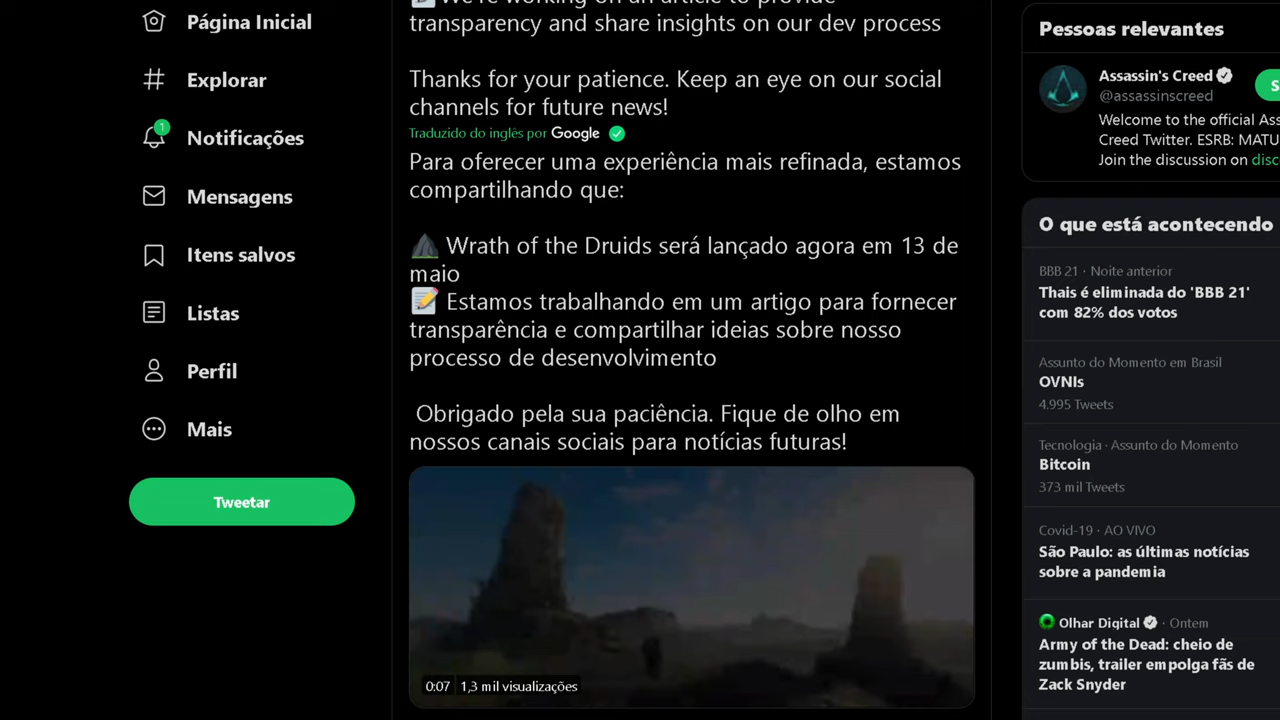 Página Inicial
Explorar
Notificações
1
Mensagens
Itens salvos
Listas
Perfil
Mais
Tweetar
We're working on an article to provide
transparency and share insights on our dev process
Thanks for your patience. Keep an eye on our social
channels for future news!
Traduzido do inglês por Google
Para oferecer uma experiência mais refinada, estamos
compartilhando que:
Wrath of the Druids será lançado agora em 13 de
maio
Estamos trabalhando em um artigo para fornecer
transparência e compartilhar ideias sobre nosso
processo de desenvolvimento
Obrigado pela sua paciência. Fique de olho em
nossos canais sociais para notícias futuras!
0:07 1,3 mil visualizações
Pessoas relevantes
Assassin's Creed
@assassinscreed
S
Welcome to the official Ass
Creed Twitter. ESRB: MATU
Join the discussion on disc
O que está acontecendo
BBB 21 · Noite anterior
Thais é eliminada do 'BBB 21'
com 82% dos votos
Assunto do Momento em Brasil
OVNIs
4.995 Tweets
Tecnologia · Assunto do Momento
Bitcoin
373 mil Tweets
Covid-19 · AO VIVO
São Paulo: as últimas notícias
sobre a pandemia
Olhar Digital · Ontem
Army of the Dead: cheio de
zumbis, trailer empolga fãs de
Zack Snyder